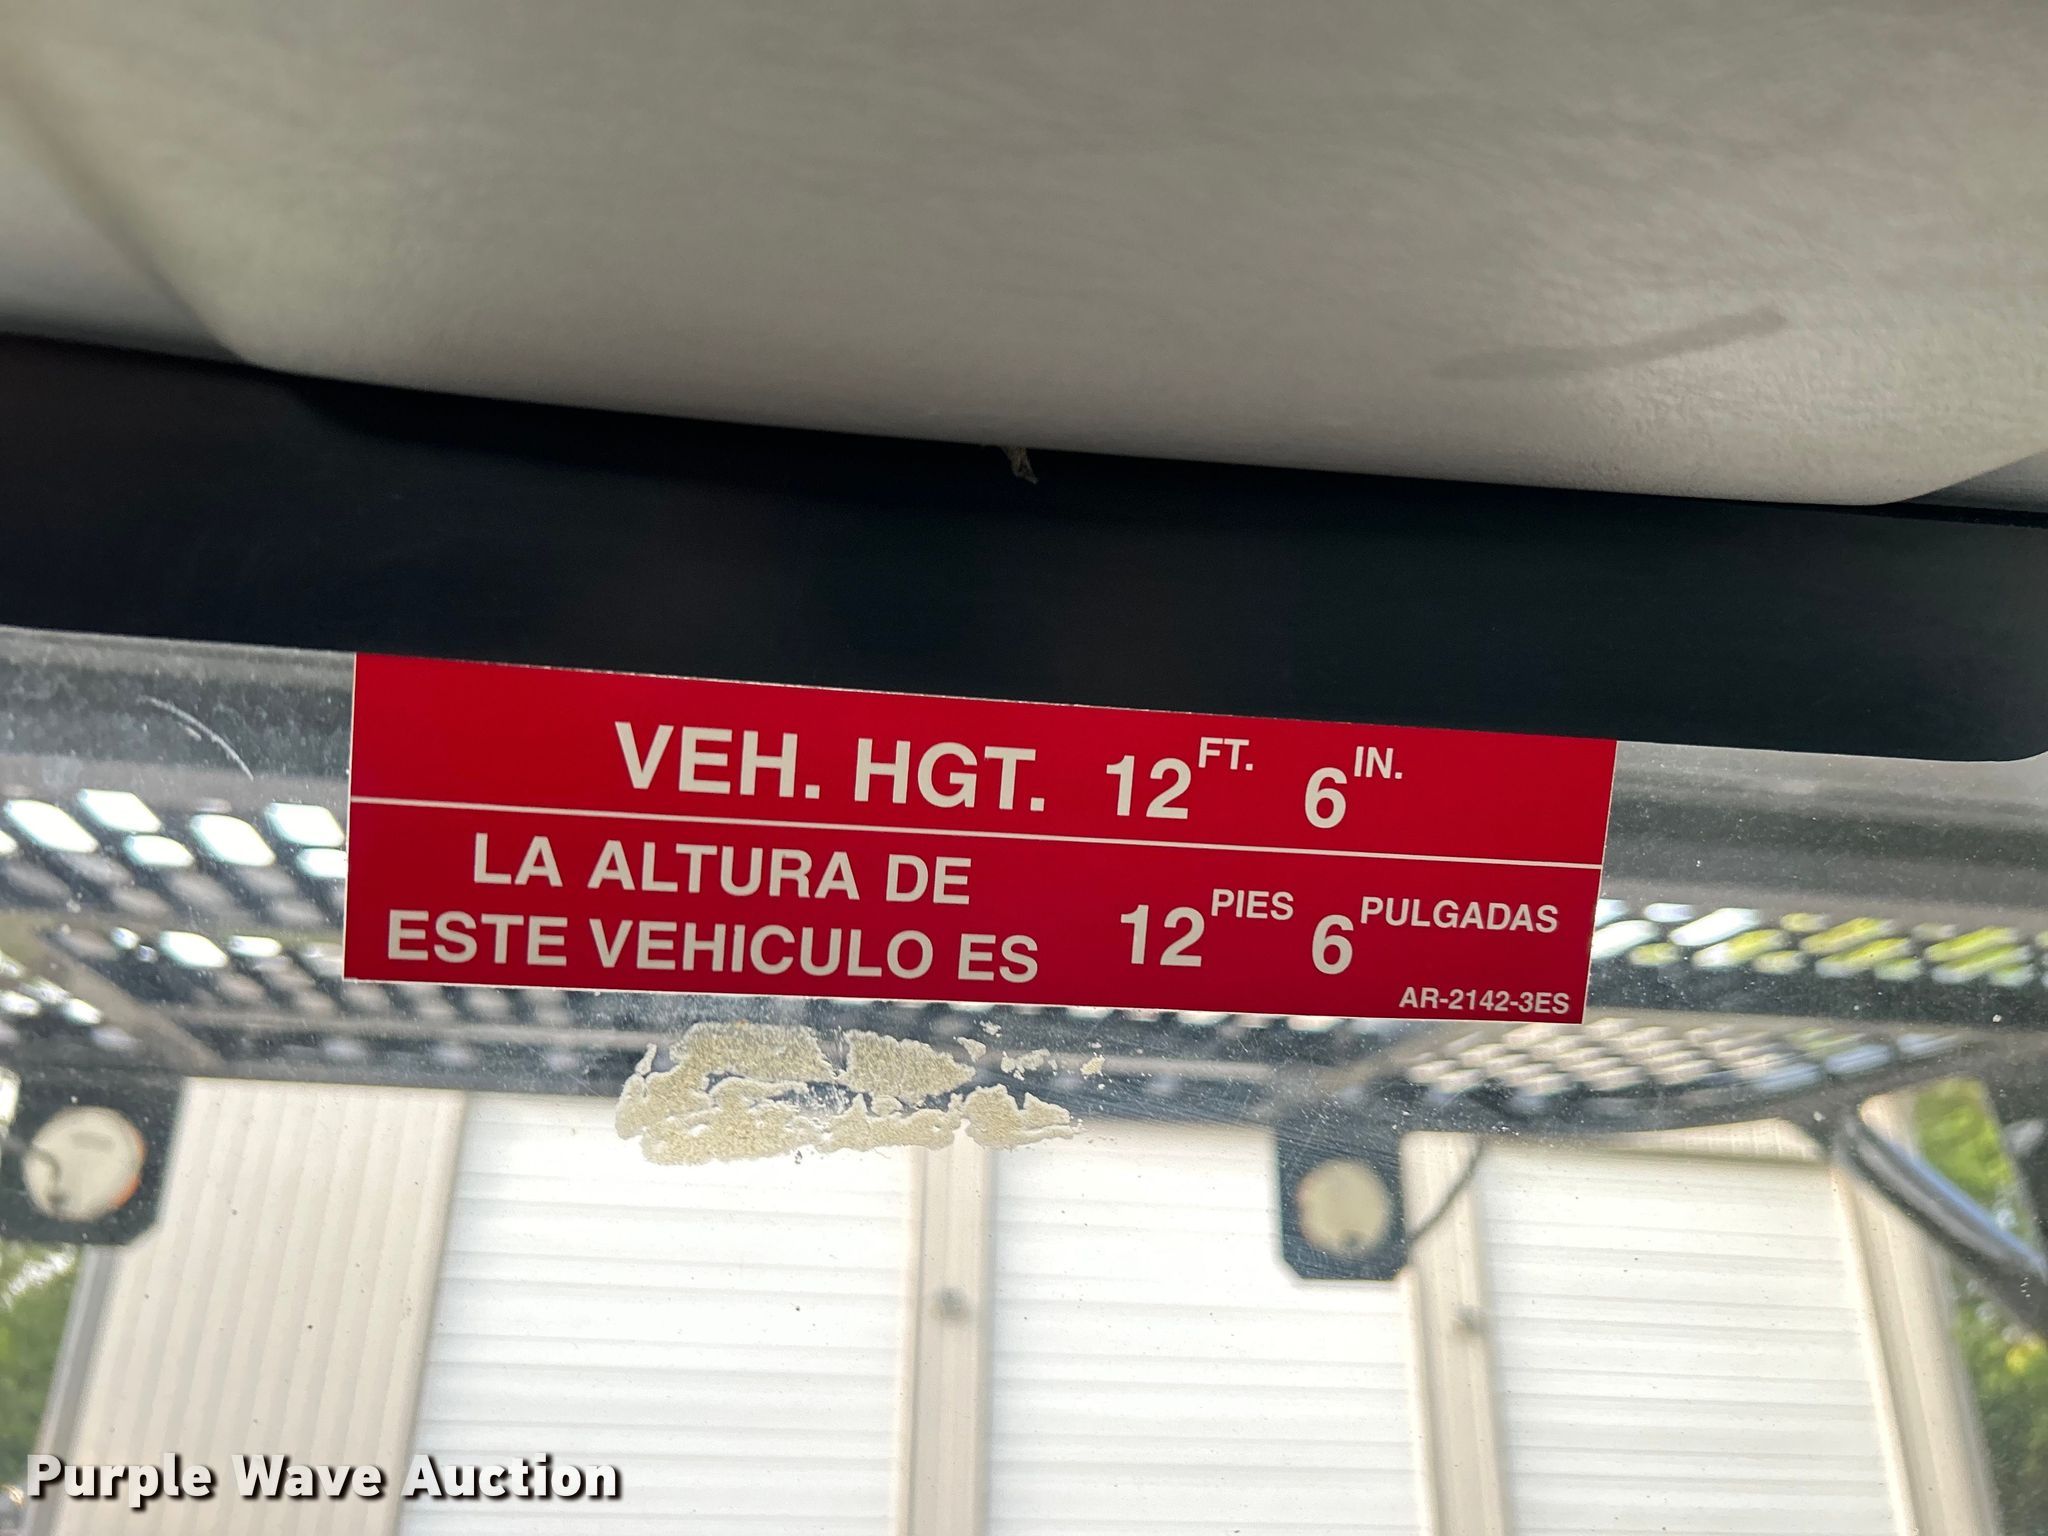 VEH. HGT. 12 FT. 6 IN.
LA ALTURA DE
ESTE VEHICULO ES 12 PIES 6 PULGADAS
AR-2142-3ES
Purple Wave Auction